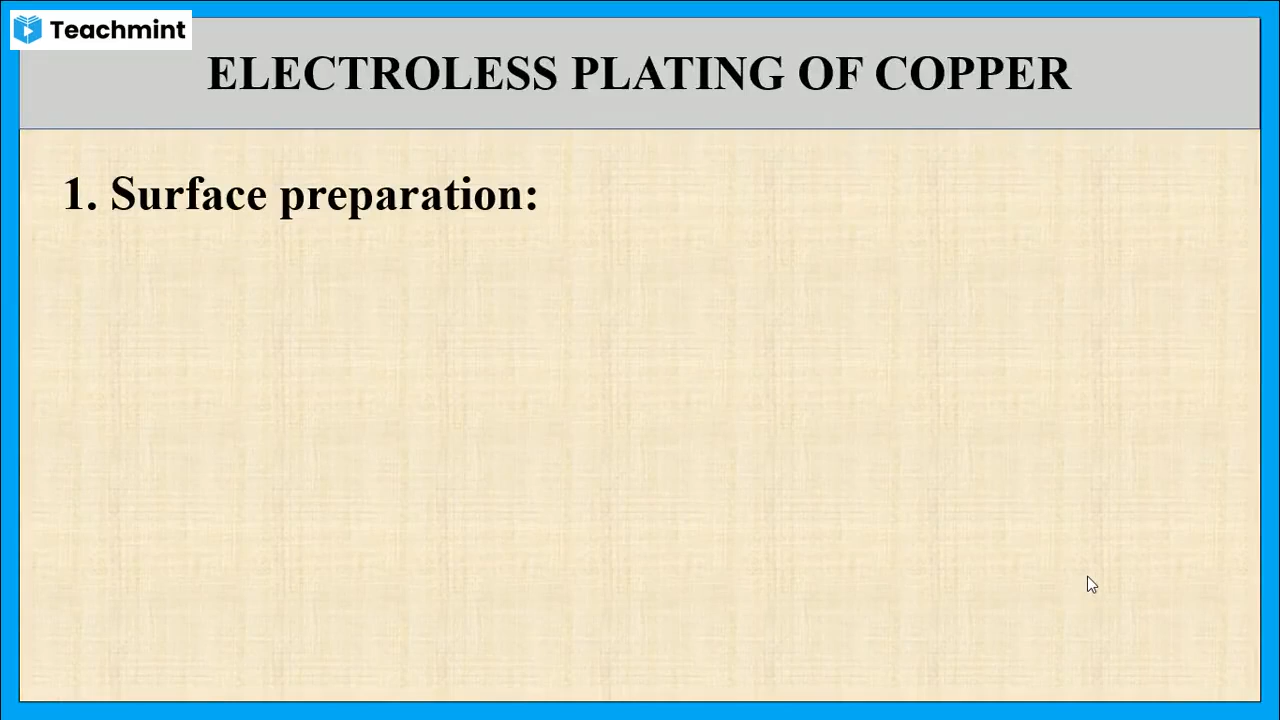 Teachmint
ELECTROLESS PLATING OF COPPER
1. Surface preparation: